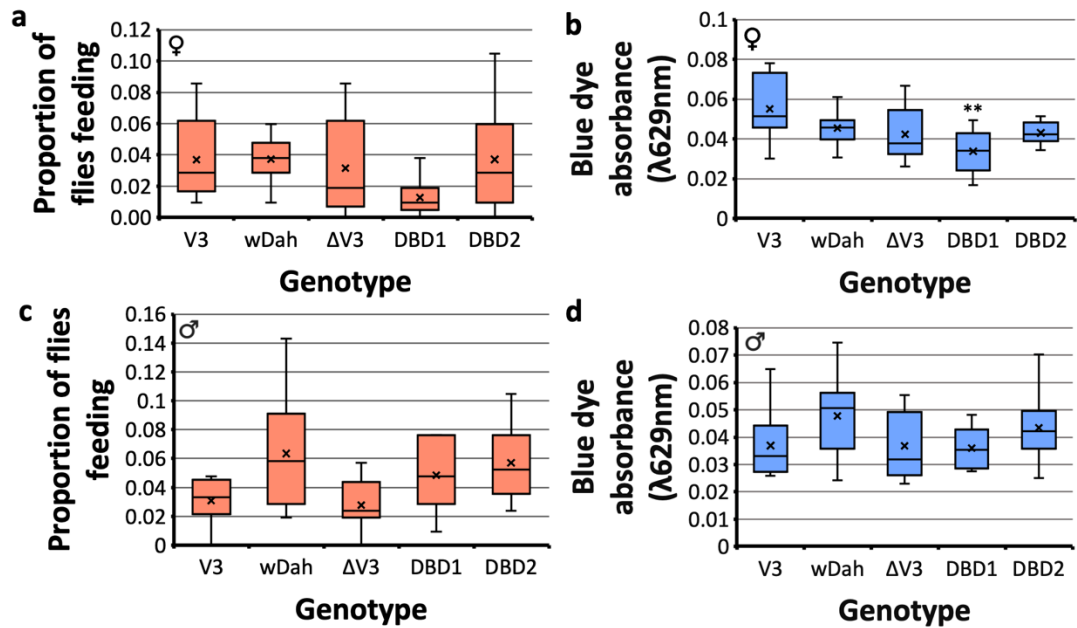 a
♀
Proportion of
flies feeding
0.12
0.10
0.08
0.06
0.04
0.02
0.00
V3 wDah ΔV3 DBD1 DBD2
Genotype
b
♀
Blue dye
absorbance
(λ629nm)
0.1
0.08
0.06
0.04
0.02
0
**
V3 wDah ΔV3 DBD1 DBD2
Genotype
c
♂
Proportion of flies
feeding
0.16
0.14
0.12
0.1
0.08
0.06
0.04
0.02
0
V3 wDah ΔV3 DBD1 DBD2
Genotype
d
♂
Blue dye
absorbance
(λ629nm)
0.08
0.07
0.06
0.05
0.04
0.03
0.02
0.01
0
V3 wDah ΔV3 DBD1 DBD2
Genotype